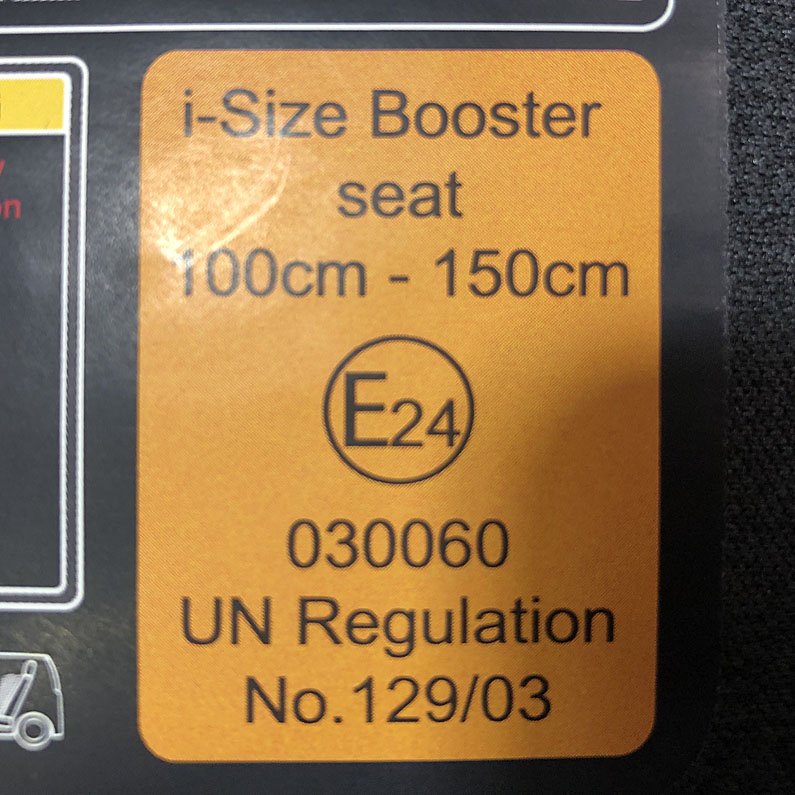 i-Size Booster
seat
100cm - 150cm
E24
030060
UN Regulation
No.129/03